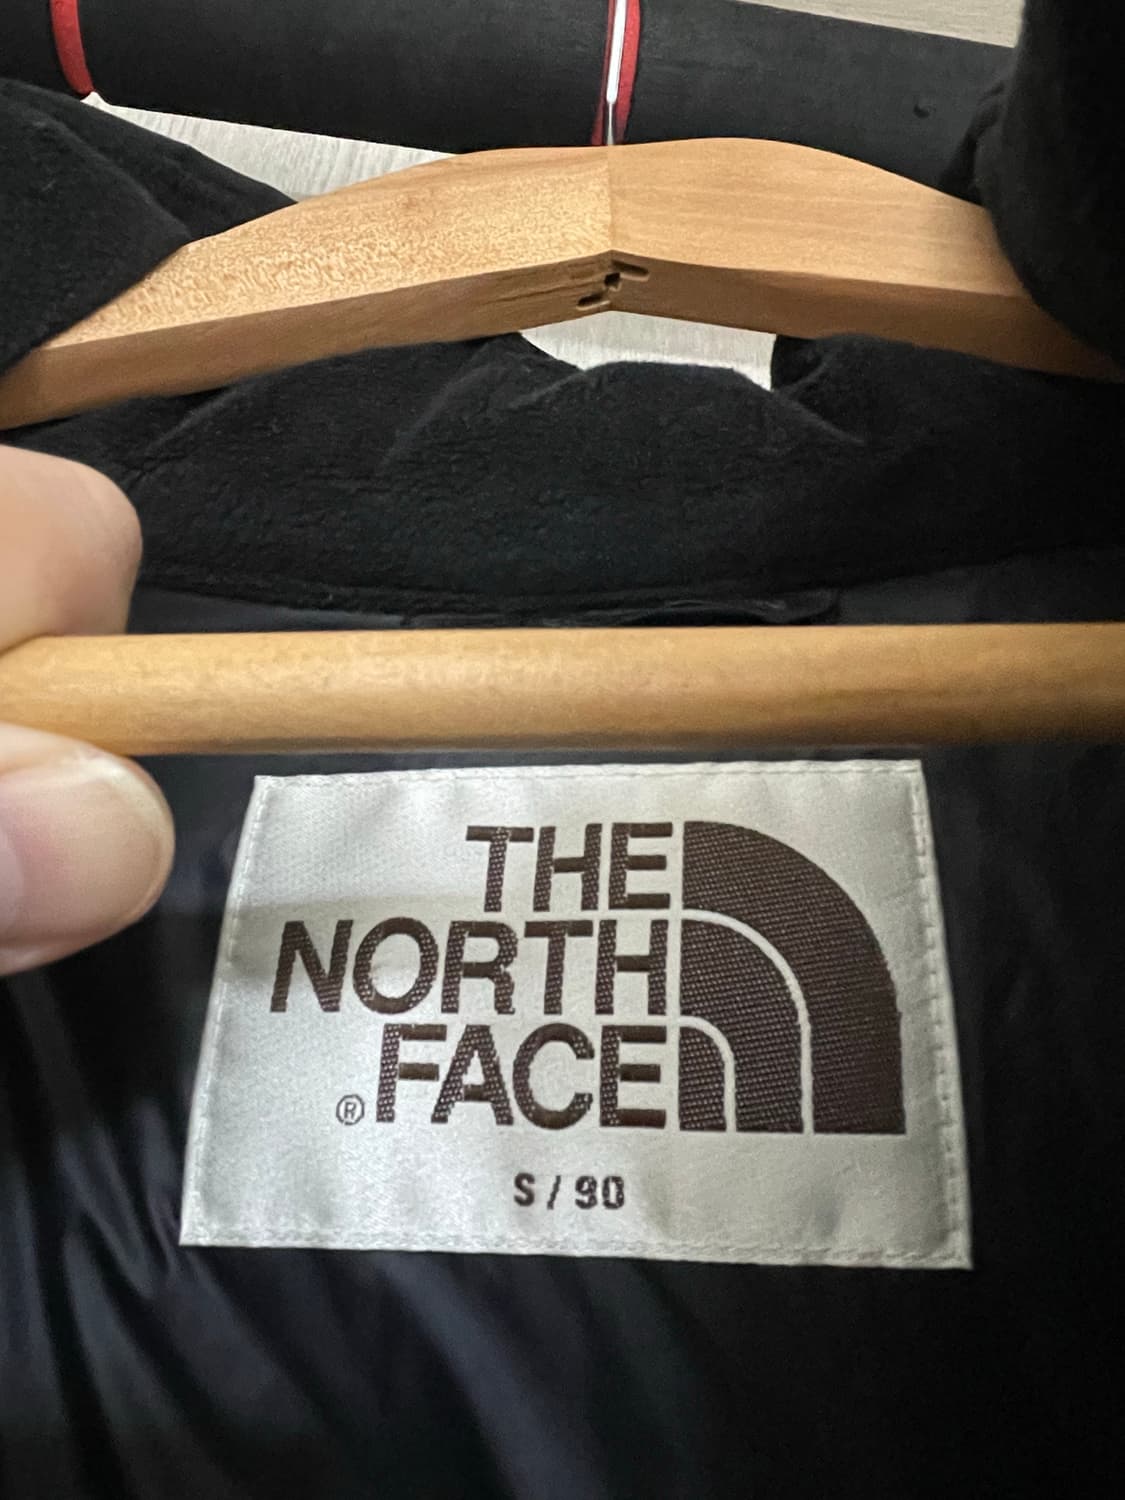 THE
NORTH
FACE
®
S / 90